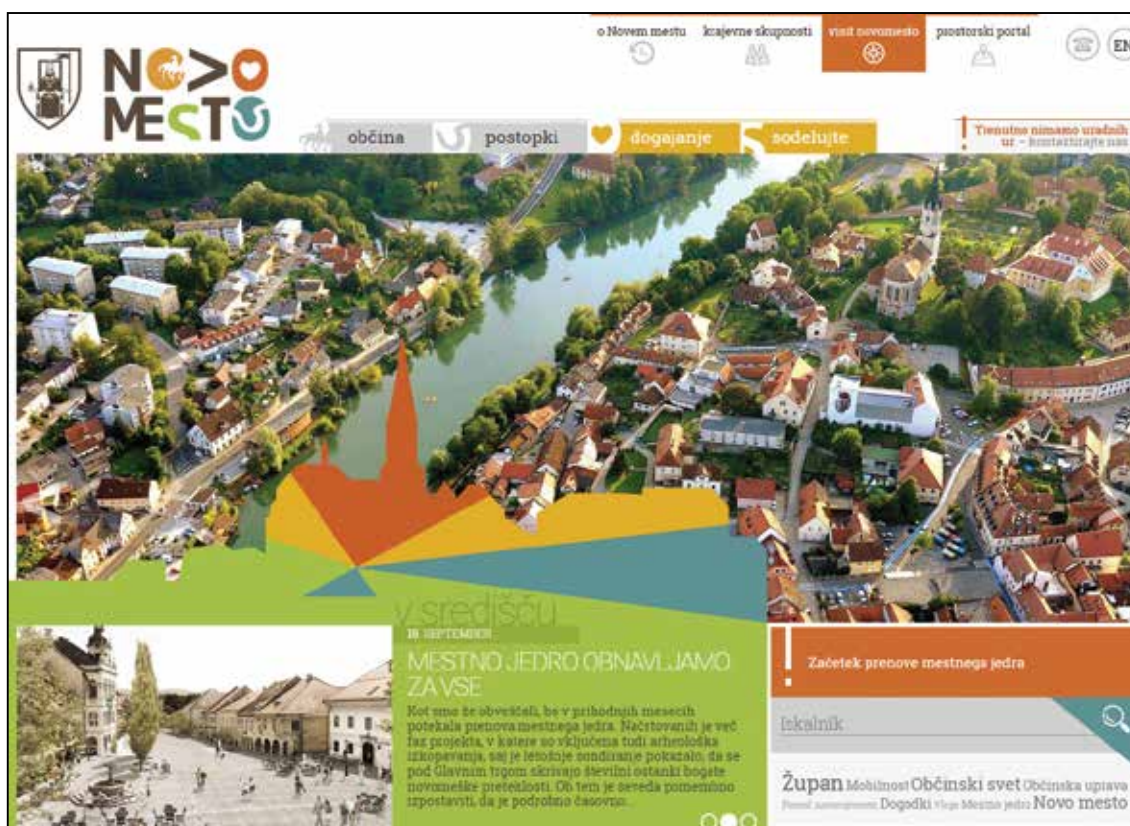 o Novem mestu
krajevne skupnosti
visit novomesto
prostorski portal
EN
NOVO
MESTO
občina
postopki
dogajanje
sodelujte
! Trenutno nimamo uradnih
ur – kontaktirajte nas
v središču
18. SEPTEMBER
MESTNO JEDRO OBNAVLJAMO
ZA VSE
Kot smo že obveščali, bo v prihodnjih mesecih
potekala prenova mestnega jedra. Načrtovanih je več
faz projekta, v katere so vključena tudi arheološka
izkopavanja, saj je letošnje sondiranje pokazalo, da se
pod Glavnim trgom skrivajo številni ostanki bogate
novomeške preteklosti. Ob tem je seveda pomembno
izpostaviti, da je podrobno časovno...
! Začetek prenove mestnega jedra
Iskalnik
Župan Mobilnost Občinski svet Občinska uprava
Dogodki Vloge Mestno jedro Novo mesto